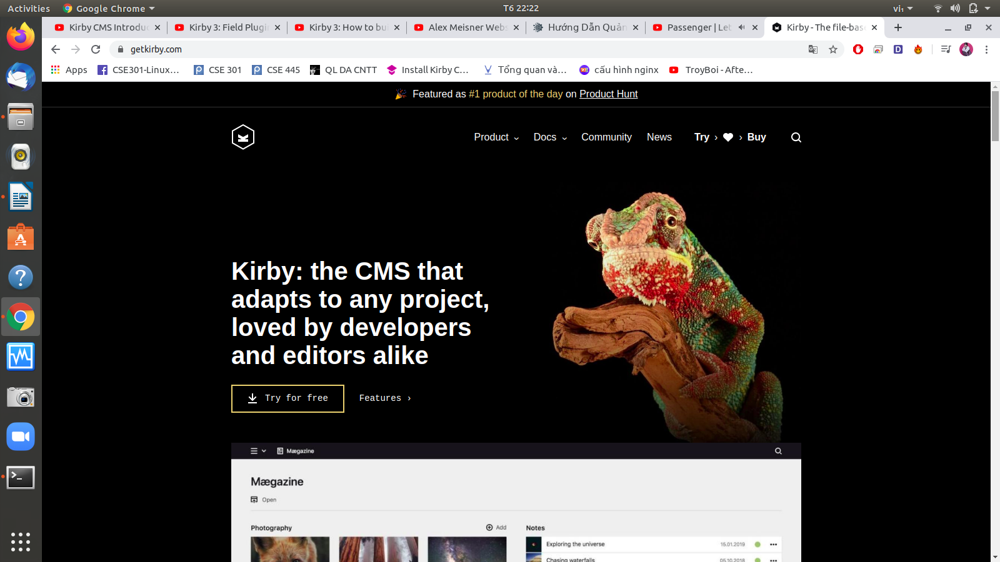 Activities
Google Chrome
T6 22:22
vi₁
Kirby CMS Introduc
Kirby 3: Field Plugi
Kirby 3: How to bu
Alex Meisner Webs
Hướng Dẫn Quản
Passenger | Let
Kirby - The file-base
getkirby.com
Apps
CSE301-Linux...
CSE 301
CSE 445
QL DA CNTT
Install Kirby C...
Tổng quan và...
cấu hình nginx
TroyBoi - Afte...
Featured as #1 product of the day on Product Hunt
Product
Docs
Community
News
Try › › Buy
Kirby: the CMS that
adapts to any project,
loved by developers
and editors alike
Try for free
Features ›
Mægazine
Mægazine
Open
Photography
Add
Notes
Exploring the universe
15.01.2019
Chasing waterfalls
05.10.2018